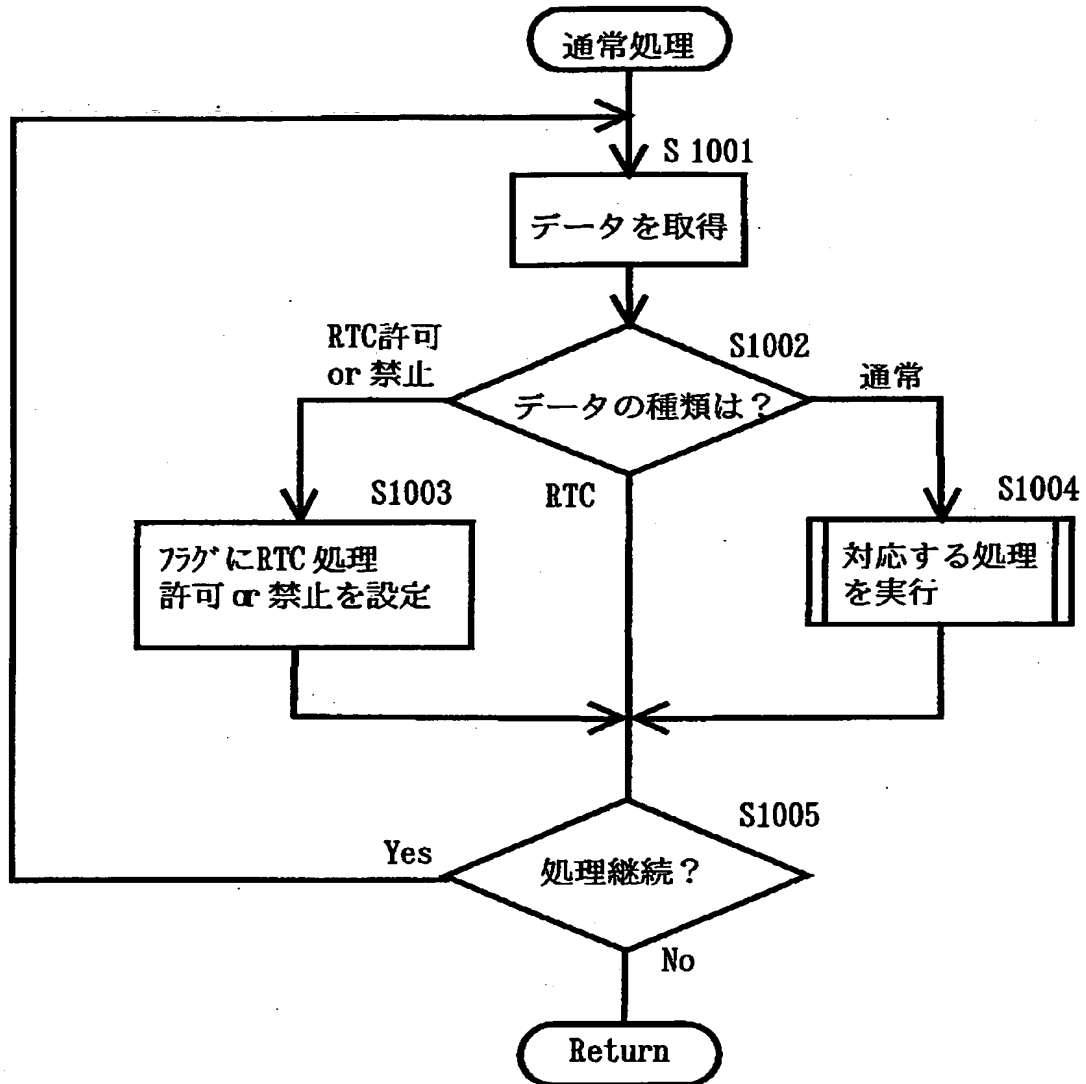 通常処理
S 1001
データを取得
RTC許可
or 禁止
S1002
通常
データの種類は？
RTC
S1003
S1004
ﾌﾗｸﾞにRTC 処理
許可 or 禁止を設定
対応する処理
を実行
S1005
Yes
処理継続？
No
Return